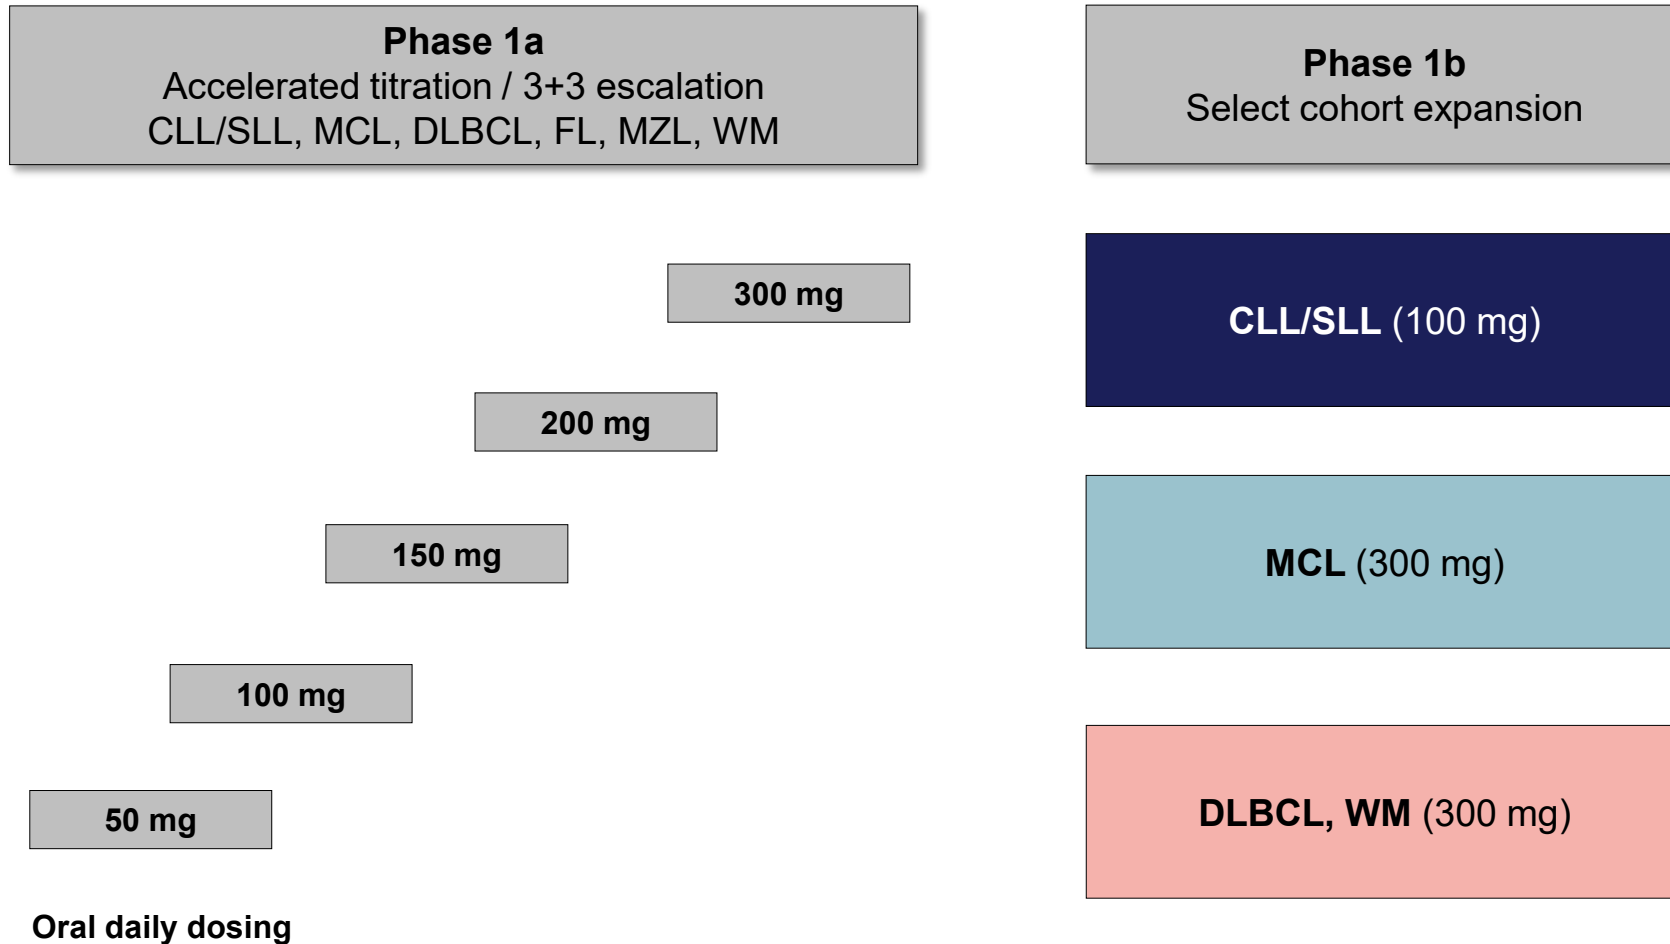 Phase 1a
Accelerated titration / 3+3 escalation
CLL/SLL, MCL, DLBCL, FL, MZL, WM
Phase 1b
Select cohort expansion
300 mg
200 mg
150 mg
100 mg
50 mg
Oral daily dosing
CLL/SLL (100 mg)
MCL (300 mg)
DLBCL, WM (300 mg)